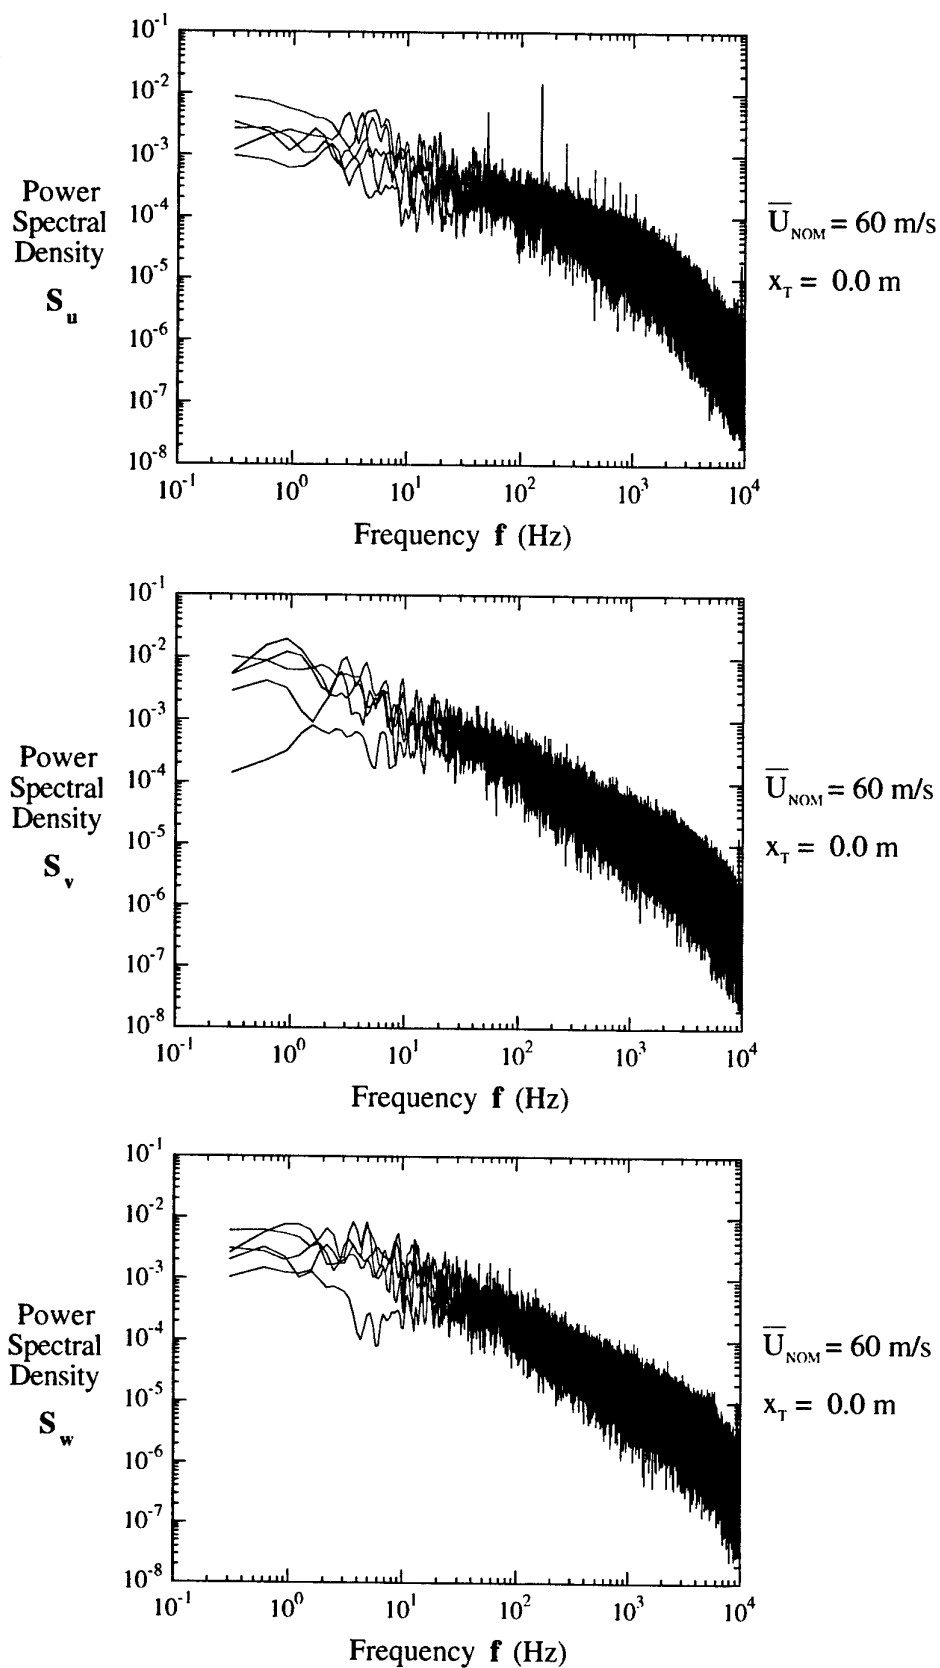 10^-1
10^-2
10^-3
10^-4
10^-5
10^-6
10^-7
10^-8
Power
Spectral
Density
S_u
U̅_NOM = 60 m/s
x_T = 0.0 m
10^-1 10^0 10^1 10^2 10^3 10^4
Frequency f (Hz)
10^-1
10^-2
10^-3
10^-4
10^-5
10^-6
10^-7
10^-8
Power
Spectral
Density
S_v
U̅_NOM = 60 m/s
x_T = 0.0 m
10^-1 10^0 10^1 10^2 10^3 10^4
Frequency f (Hz)
10^-1
10^-2
10^-3
10^-4
10^-5
10^-6
10^-7
10^-8
Power
Spectral
Density
S_w
U̅_NOM = 60 m/s
x_T = 0.0 m
10^-1 10^0 10^1 10^2 10^3 10^4
Frequency f (Hz)